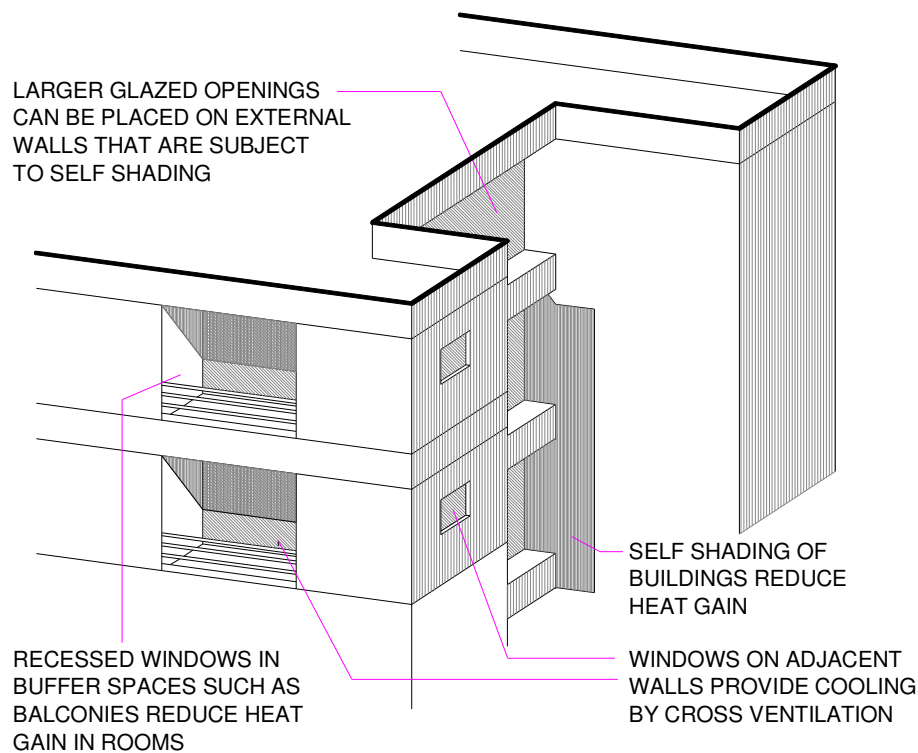 LARGER GLAZED OPENINGS
CAN BE PLACED ON EXTERNAL
WALLS THAT ARE SUBJECT
TO SELF SHADING
SELF SHADING OF
BUILDINGS REDUCE
HEAT GAIN
RECESSED WINDOWS IN
BUFFER SPACES SUCH AS
BALCONIES REDUCE HEAT
GAIN IN ROOMS
WINDOWS ON ADJACENT
WALLS PROVIDE COOLING
BY CROSS VENTILATION